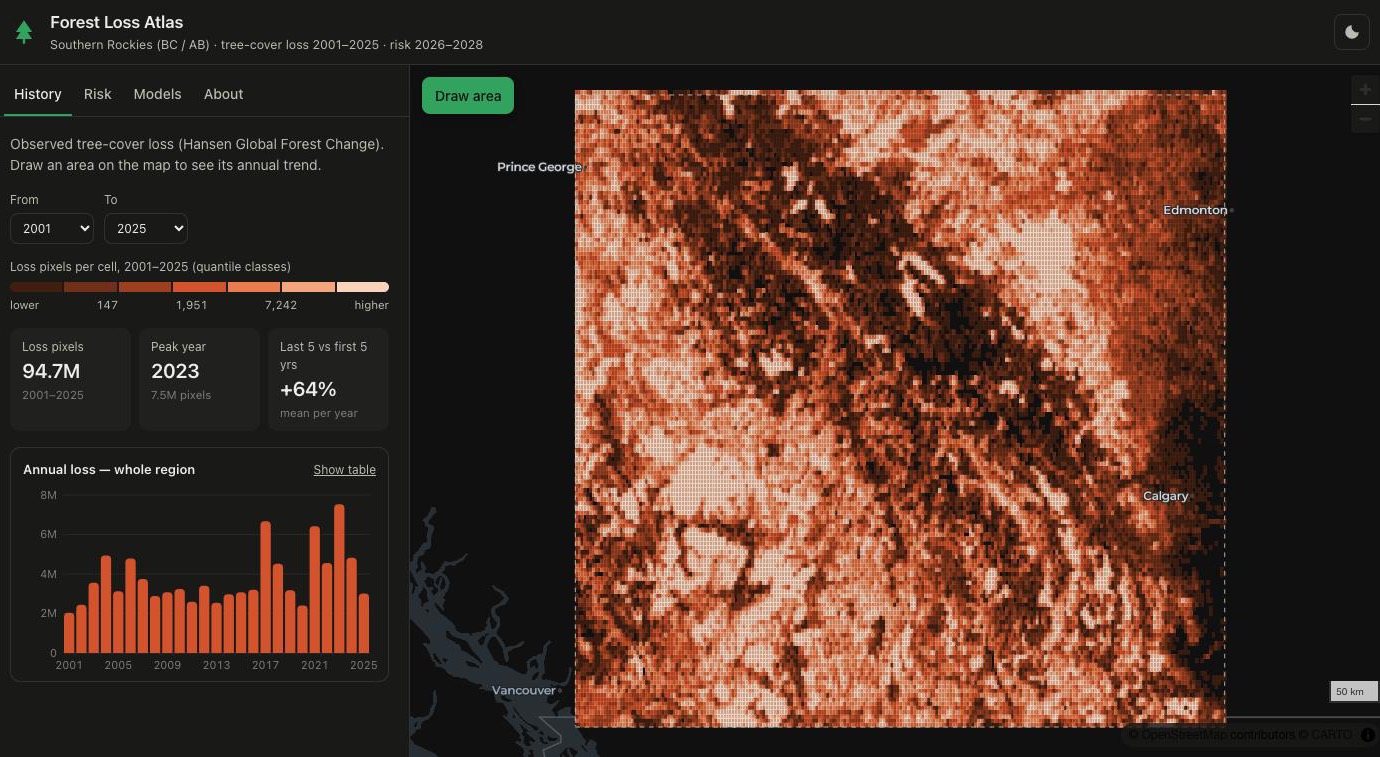 Forest Loss Atlas
Southern Rockies (BC / AB) · tree-cover loss 2001–2025 · risk 2026–2028
History Risk Models About
Draw area
Observed tree-cover loss (Hansen Global Forest Change).
Draw an area on the map to see its annual trend.
From To
2001 2025
Loss pixels per cell, 2001–2025 (quantile classes)
lower 147 1,951 7,242 higher
Loss pixels
94.7M
2001–2025
Peak year
2023
7.5M pixels
Last 5 vs first 5
yrs
+64%
mean per year
Annual loss — whole region Show table
8M
6M
4M
2M
0
2001 2005 2009 2013 2017 2021 2025
Prince George
Edmonton
Calgary
Vancouver
50 km
© OpenStreetMap contributors © CARTO